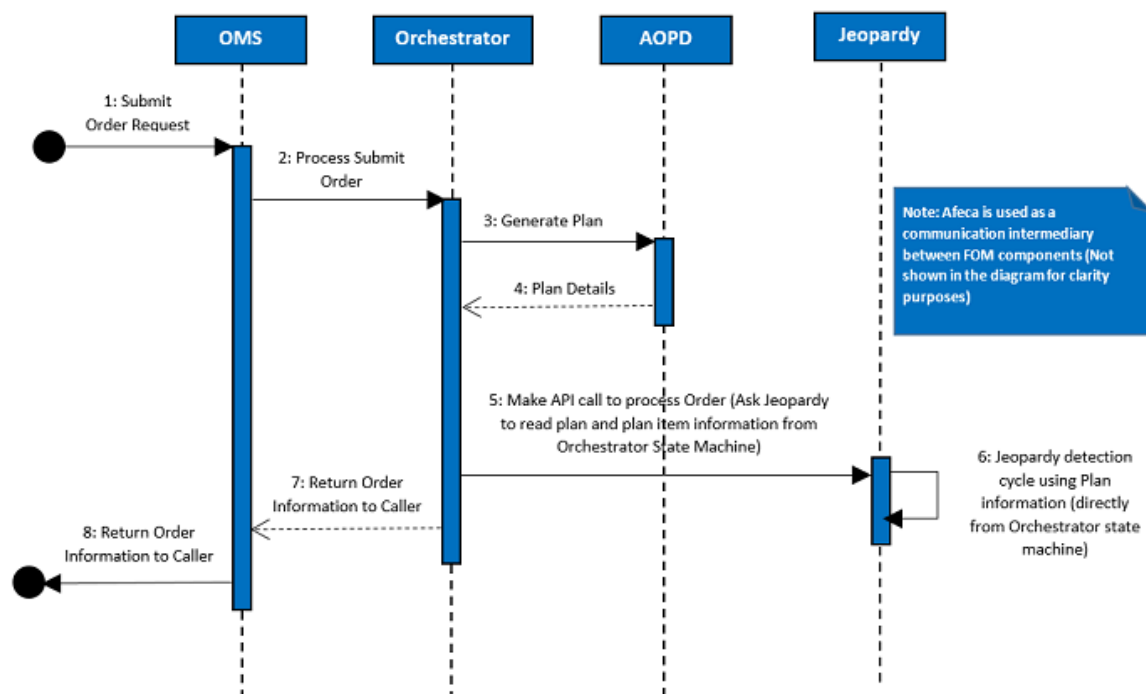 OMS
Orchestrator
AOPD
Jeopardy
1: Submit
Order Request
2: Process Submit
Order
3: Generate Plan
4: Plan Details
Note: Afeca is used as a
communication intermediary
between FOM components (Not
shown in the diagram for clarity
purposes)
5: Make API call to process Order (Ask Jeopardy
to read plan and plan item information from
Orchestrator State Machine)
6: Jeopardy detection
cycle using Plan
information (directly
from Orchestrator state
machine)
7: Return Order
Information to Caller
8: Return Order
Information to Caller